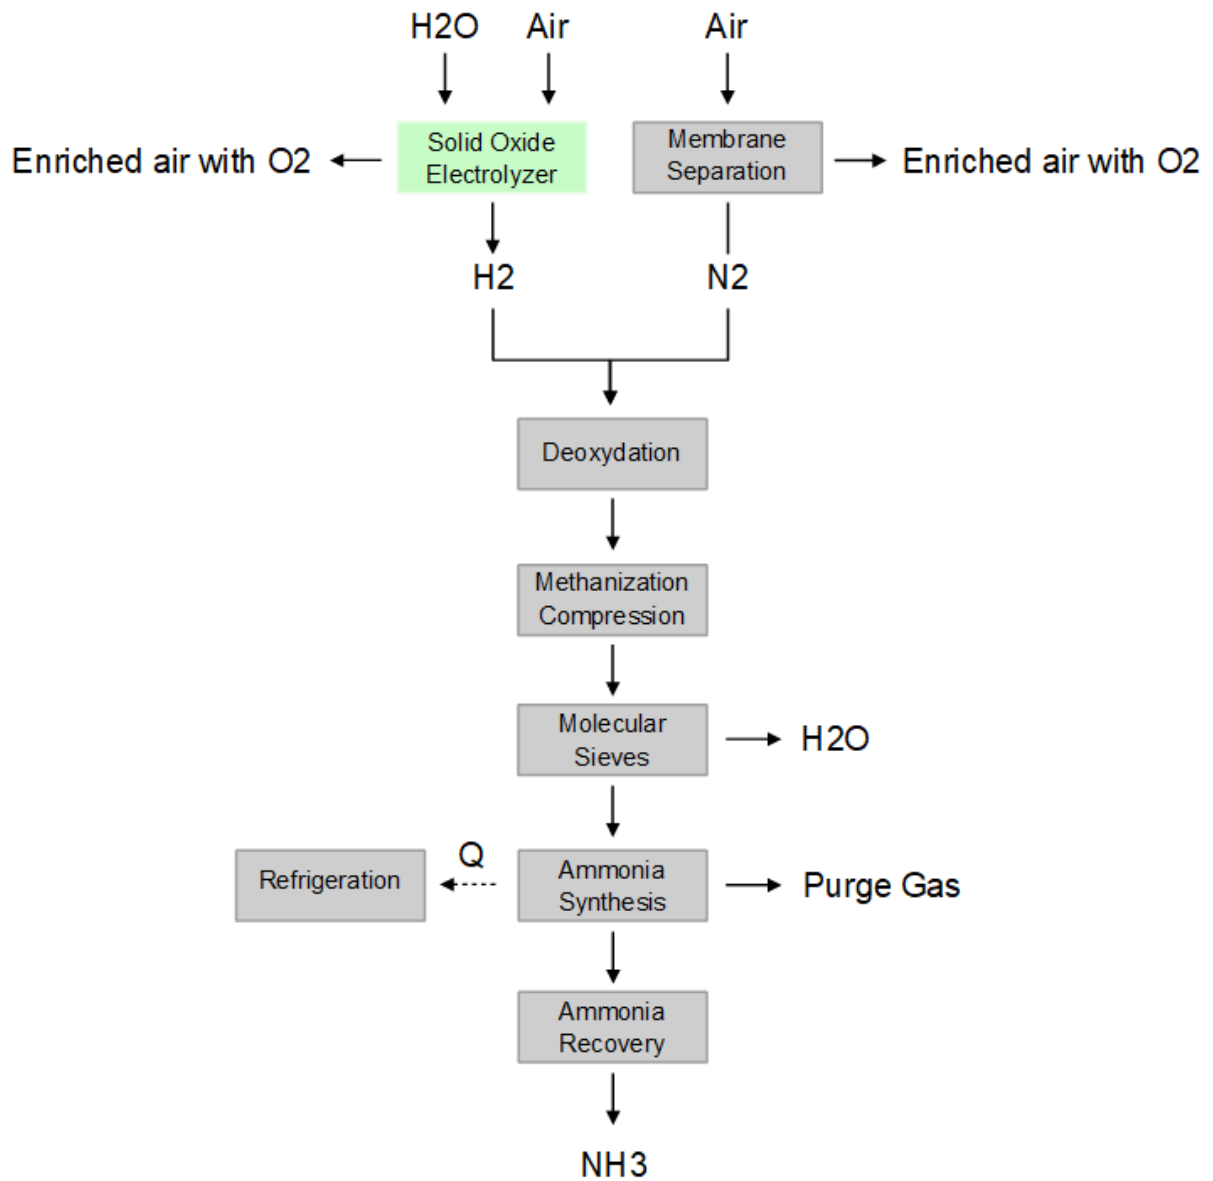 H2O Air Air
Solid Oxide
Electrolyzer
Membrane
Separation
Enriched air with O2
Enriched air with O2
H2 N2
Deoxydation
Methanization
Compression
Molecular
Sieves
H2O
Refrigeration
Q
Ammonia
Synthesis
Purge Gas
Ammonia
Recovery
NH3